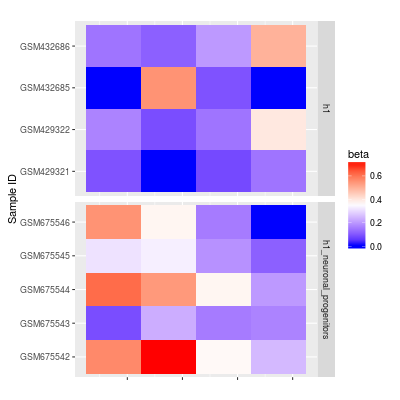 GSM432686
GSM432685
GSM429322
GSM429321
h1
Sample ID
GSM675546
GSM675545
GSM675544
GSM675543
GSM675542
h1_neuronal_progenitors
beta
0.6
0.4
0.2
0.0